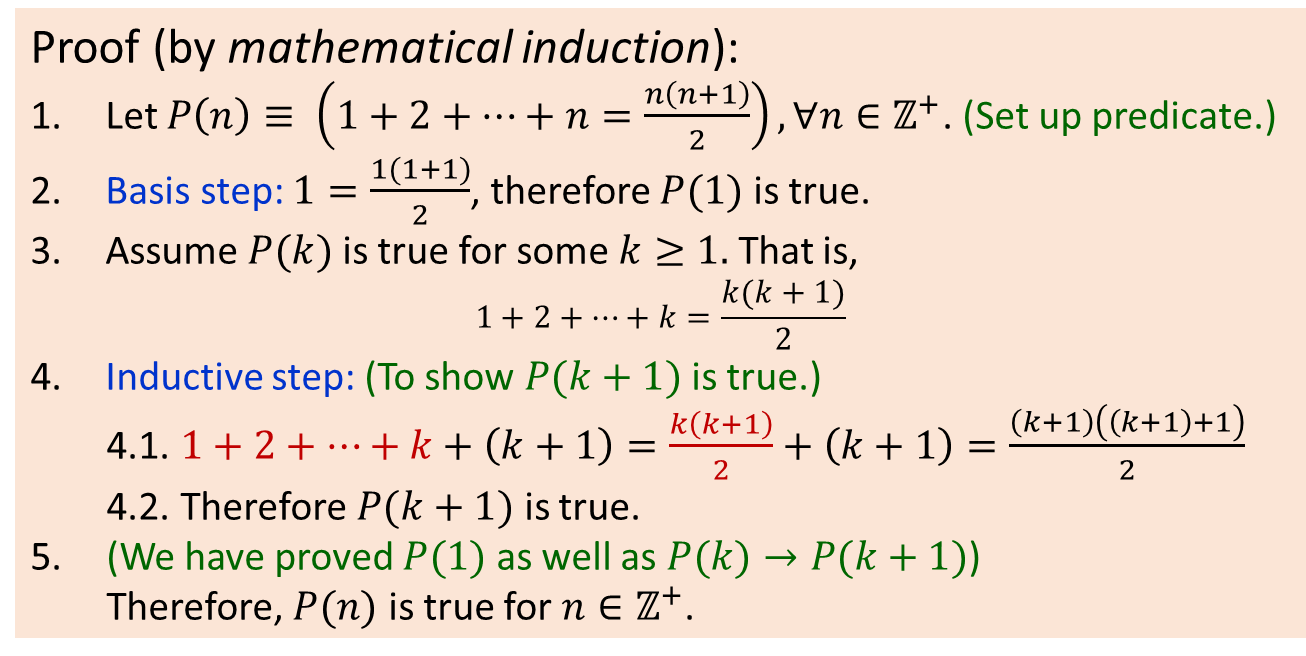 Proof (by mathematical induction):
1. Let P(n) ≡ (1 + 2 + ⋯ + n = n(n+1)/2), ∀n ∈ ℤ⁺. (Set up predicate.)
2. Basis step: 1 = 1(1+1)/2, therefore P(1) is true.
3. Assume P(k) is true for some k ≥ 1. That is,
1 + 2 + ⋯ + k = k(k + 1)/2
4. Inductive step: (To show P(k + 1) is true.)
4.1. 1 + 2 + ⋯ + k + (k + 1) = k(k+1)/2 + (k + 1) = (k+1)((k+1)+1)/2
4.2. Therefore P(k + 1) is true.
5. (We have proved P(1) as well as P(k) → P(k + 1))
Therefore, P(n) is true for n ∈ ℤ⁺.